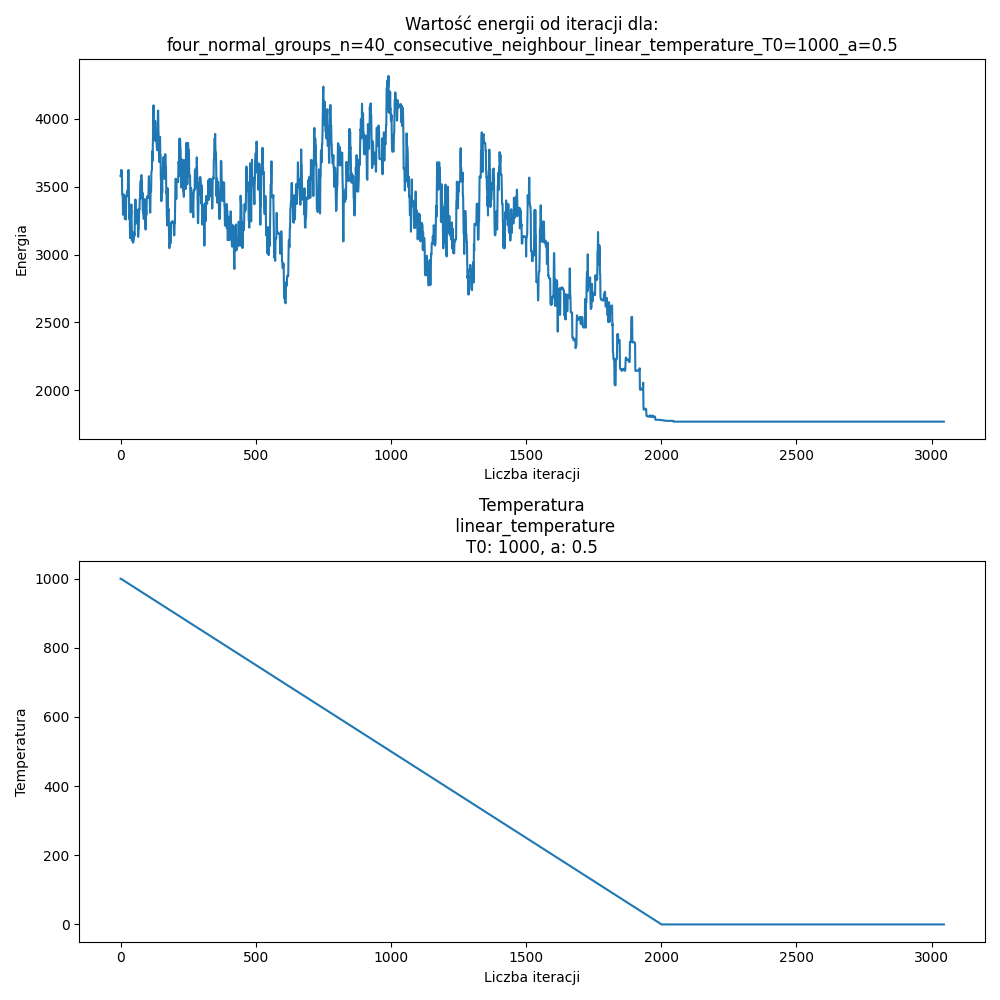 Wartość energii od iteracji dla:
four_normal_groups_n=40_consecutive_neighbour_linear_temperature_T0=1000_a=0.5
4000
3500
3000
2500
2000
Energia
0 500 1000 1500 2000 2500 3000
Liczba iteracji
Temperatura
linear_temperature
T0: 1000, a: 0.5
1000
800
600
400
200
0
Temperatura
0 500 1000 1500 2000 2500 3000
Liczba iteracji